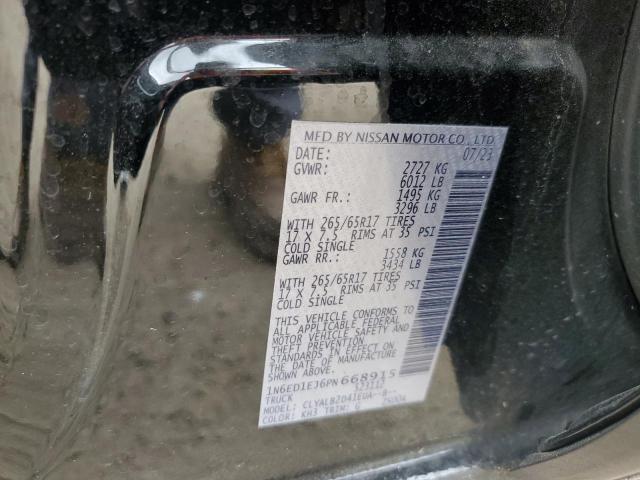 MFD BY NISSAN MOTOR CO., LTD
DATE: 07/23
GVWR: 2727 KG
6012 LB
GAWR FR.: 1495 KG
3296 LB
WITH 265/65R17 TIRES
17 X 7.5 RIMS AT 35 PSI
COLD SINGLE
GAWR RR.: 1558 KG
3434 LB
WITH 265/65R17 TIRES
17 X 7.5 RIMS AT 35 PSI
COLD SINGLE
THIS VEHICLE CONFORMS TO
ALL APPLICABLE FEDERAL
MOTOR VEHICLE SAFETY AND
THEFT PREVENTION
STANDARDS IN EFFECT ON
THE DATE OF MANUFACTURE
SHOWN ABOVE.
1N6ED1EJ6PN668915
TRUCK
MODEL: CLYALB2D41EUA--B--
COLOR: KH3 TRIM: G